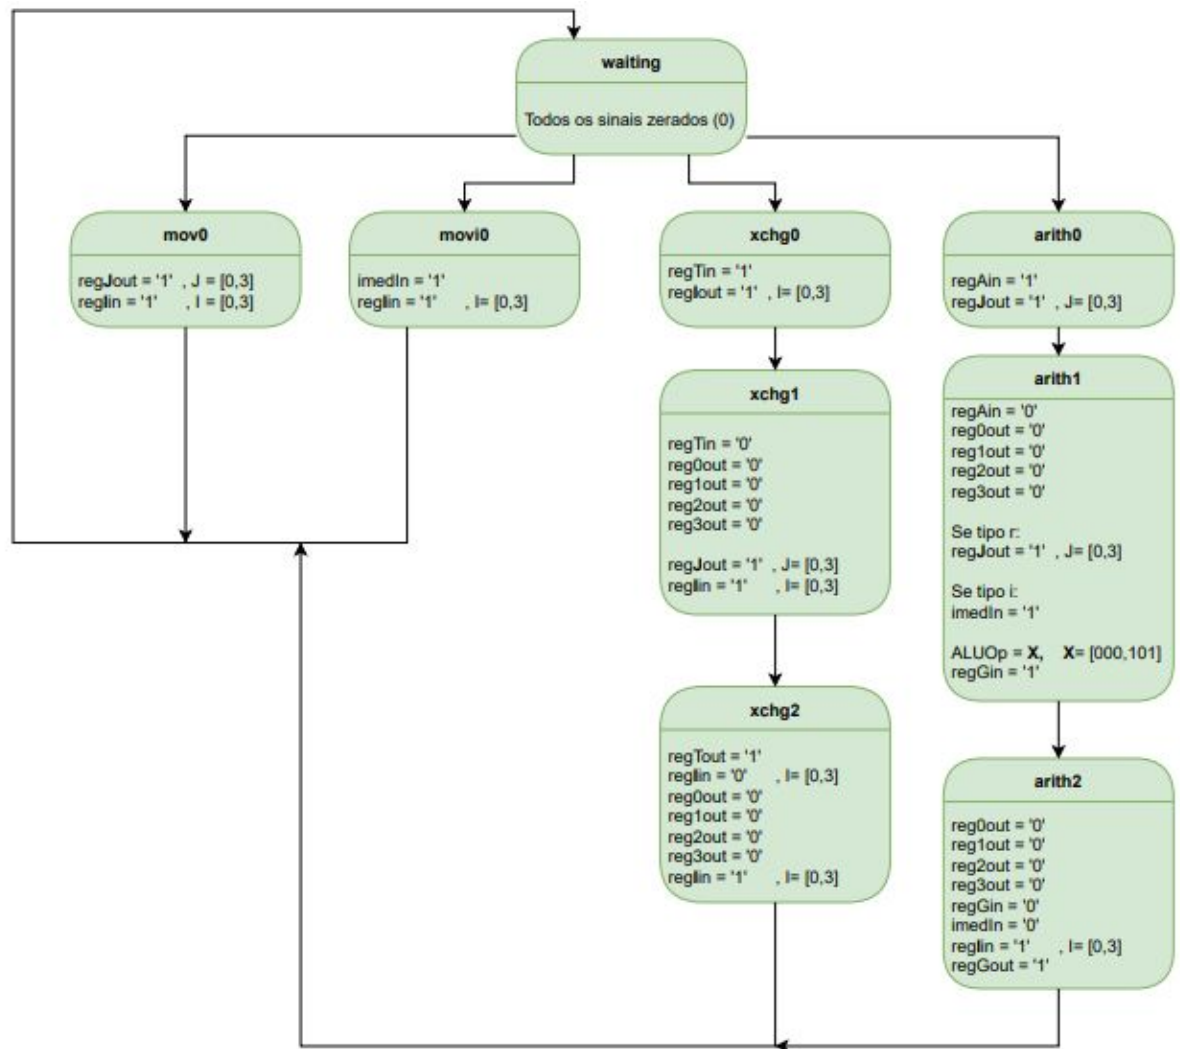 waiting
Todos os sinais zerados (0)
mov0
regJout = '1' , J = [0,3]
regIin = '1' , I = [0,3]
movi0
imedIn = '1'
regIin = '1' , I= [0,3]
xchg0
regTin = '1'
regIout = '1' , I= [0,3]
arith0
regAin = '1'
regJout = '1' , J= [0,3]
xchg1
regTin = '0'
reg0out = '0'
reg1out = '0'
reg2out = '0'
reg3out = '0'
regJout = '1' , J= [0,3]
regIin = '1' , I= [0,3]
arith1
regAin = '0'
reg0out = '0'
reg1out = '0'
reg2out = '0'
reg3out = '0'
Se tipo r:
regJout = '1' , J= [0,3]
Se tipo i:
imedIn = '1'
ALUOp = X, X= [000,101]
regGin = '1'
xchg2
regTout = '1'
regIin = '0' , I= [0,3]
reg0out = '0'
reg1out = '0'
reg2out = '0'
reg3out = '0'
regIin = '1' , I= [0,3]
arith2
reg0out = '0'
reg1out = '0'
reg2out = '0'
reg3out = '0'
regGin = '0'
imedIn = '0'
regIin = '1' , I= [0,3]
regGout = '1'